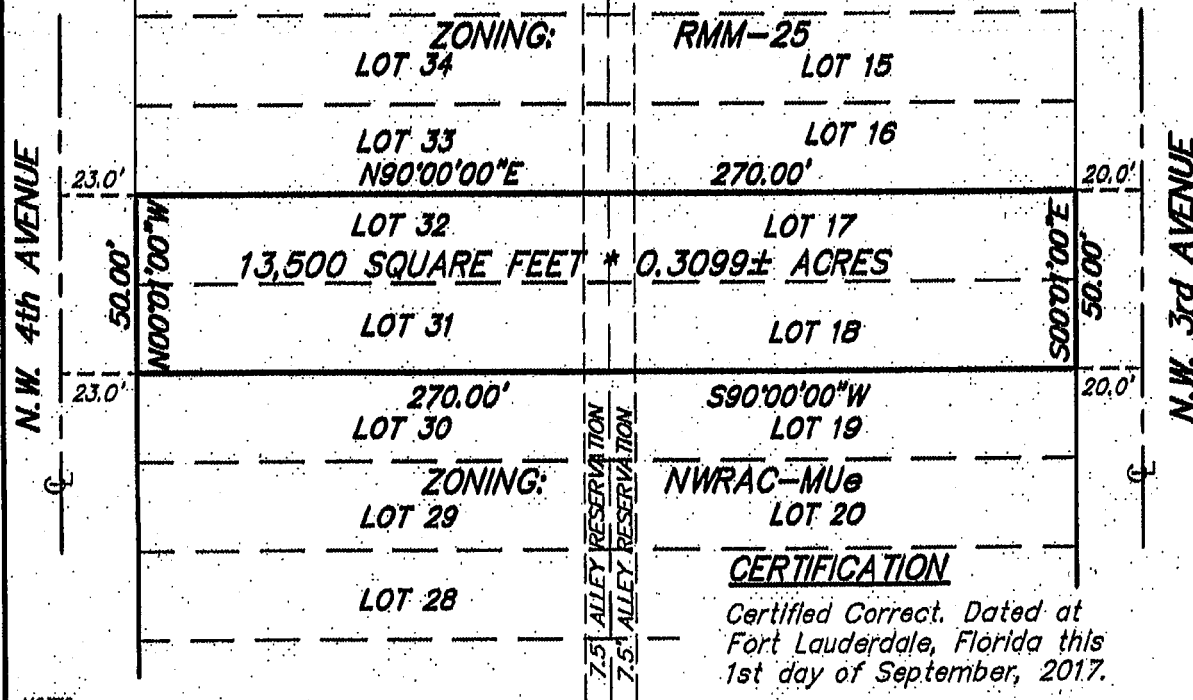 ZONING: RMM-25
LOT 34 LOT 15
LOT 33 LOT 16
N.W. 4th AVENUE
23.0' N90°00'00"E 270.00' 20.0'
N.W. 3rd AVENUE
50.00'
N00°01'00"W
LOT 32 LOT 17
13,500 SQUARE FEET * 0.3099± ACRES
S00°01'00"E
50.00'
LOT 31 LOT 18
23.0' 270.00' S90°00'00"W 20.0'
LOT 30 LOT 19
ZONING: NWRAC-MUe
LOT 29 LOT 20
7.5' ALLEY RESERVATION
7.5' ALLEY RESERVATION
LOT 28
CERTIFICATION
Certified Correct. Dated at
Fort Lauderdale, Florida this
1st day of September, 2017.